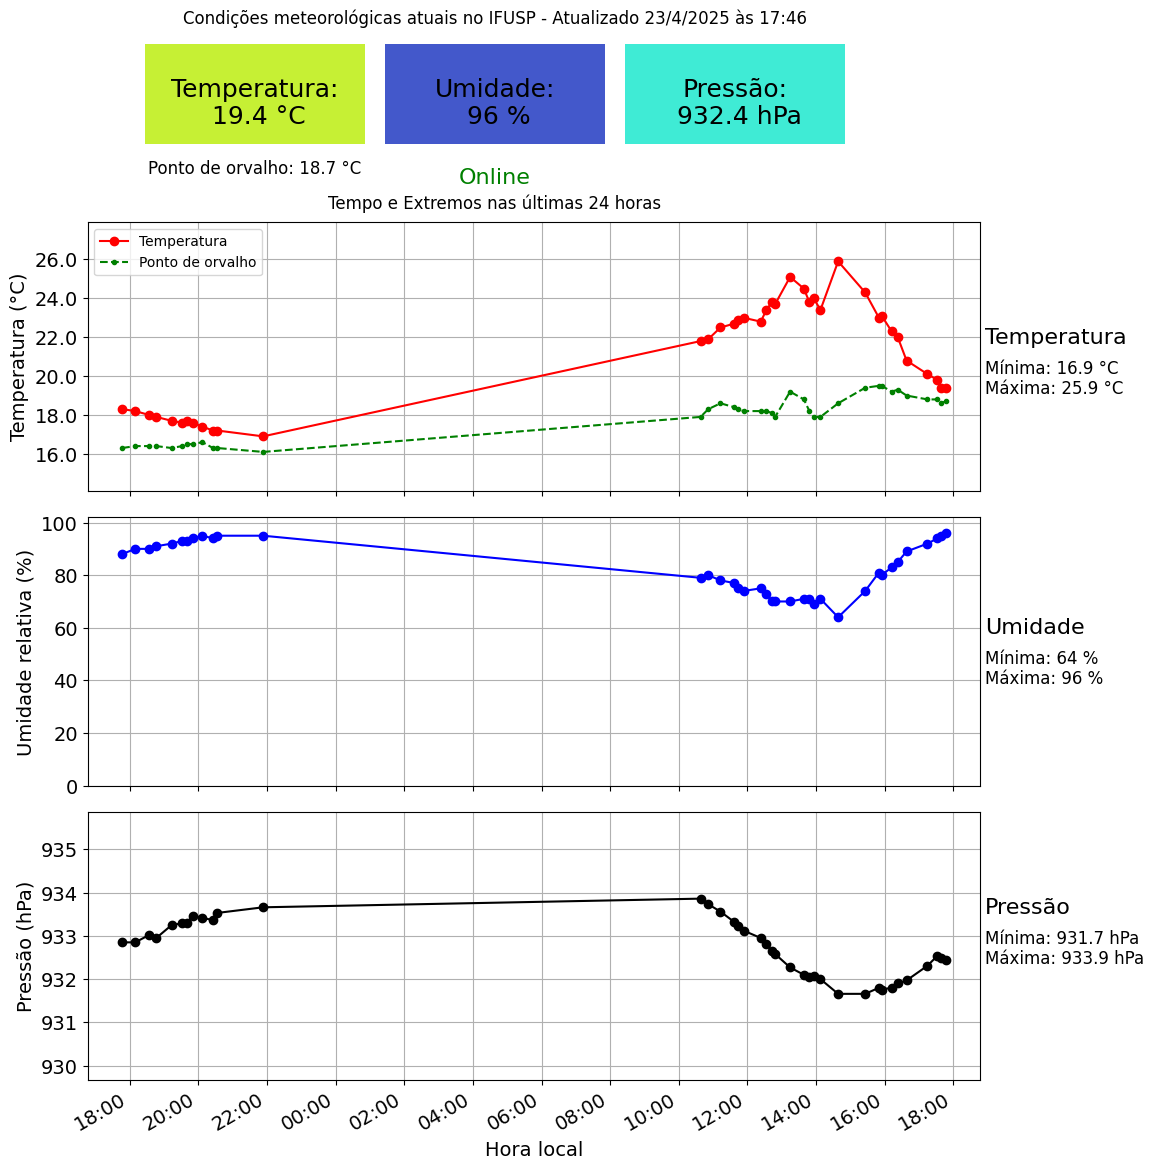 Condições meteorológicas atuais no IFUSP - Atualizado 23/4/2025 às 17:46
Temperatura:
19.4 °C
Umidade:
96 %
Pressão:
932.4 hPa
Ponto de orvalho: 18.7 °C
Online
Tempo e Extremos nas últimas 24 horas
Temperatura
Ponto de orvalho
Temperatura (°C)
26.0
24.0
22.0
20.0
18.0
16.0
Temperatura
Mínima: 16.9 °C
Máxima: 25.9 °C
Umidade relativa (%)
100
80
60
40
20
0
Umidade
Mínima: 64 %
Máxima: 96 %
Pressão (hPa)
935
934
933
932
931
930
Pressão
Mínima: 931.7 hPa
Máxima: 933.9 hPa
18:00 20:00 22:00 00:00 02:00 04:00 06:00 08:00 10:00 12:00 14:00 16:00 18:00
Hora local